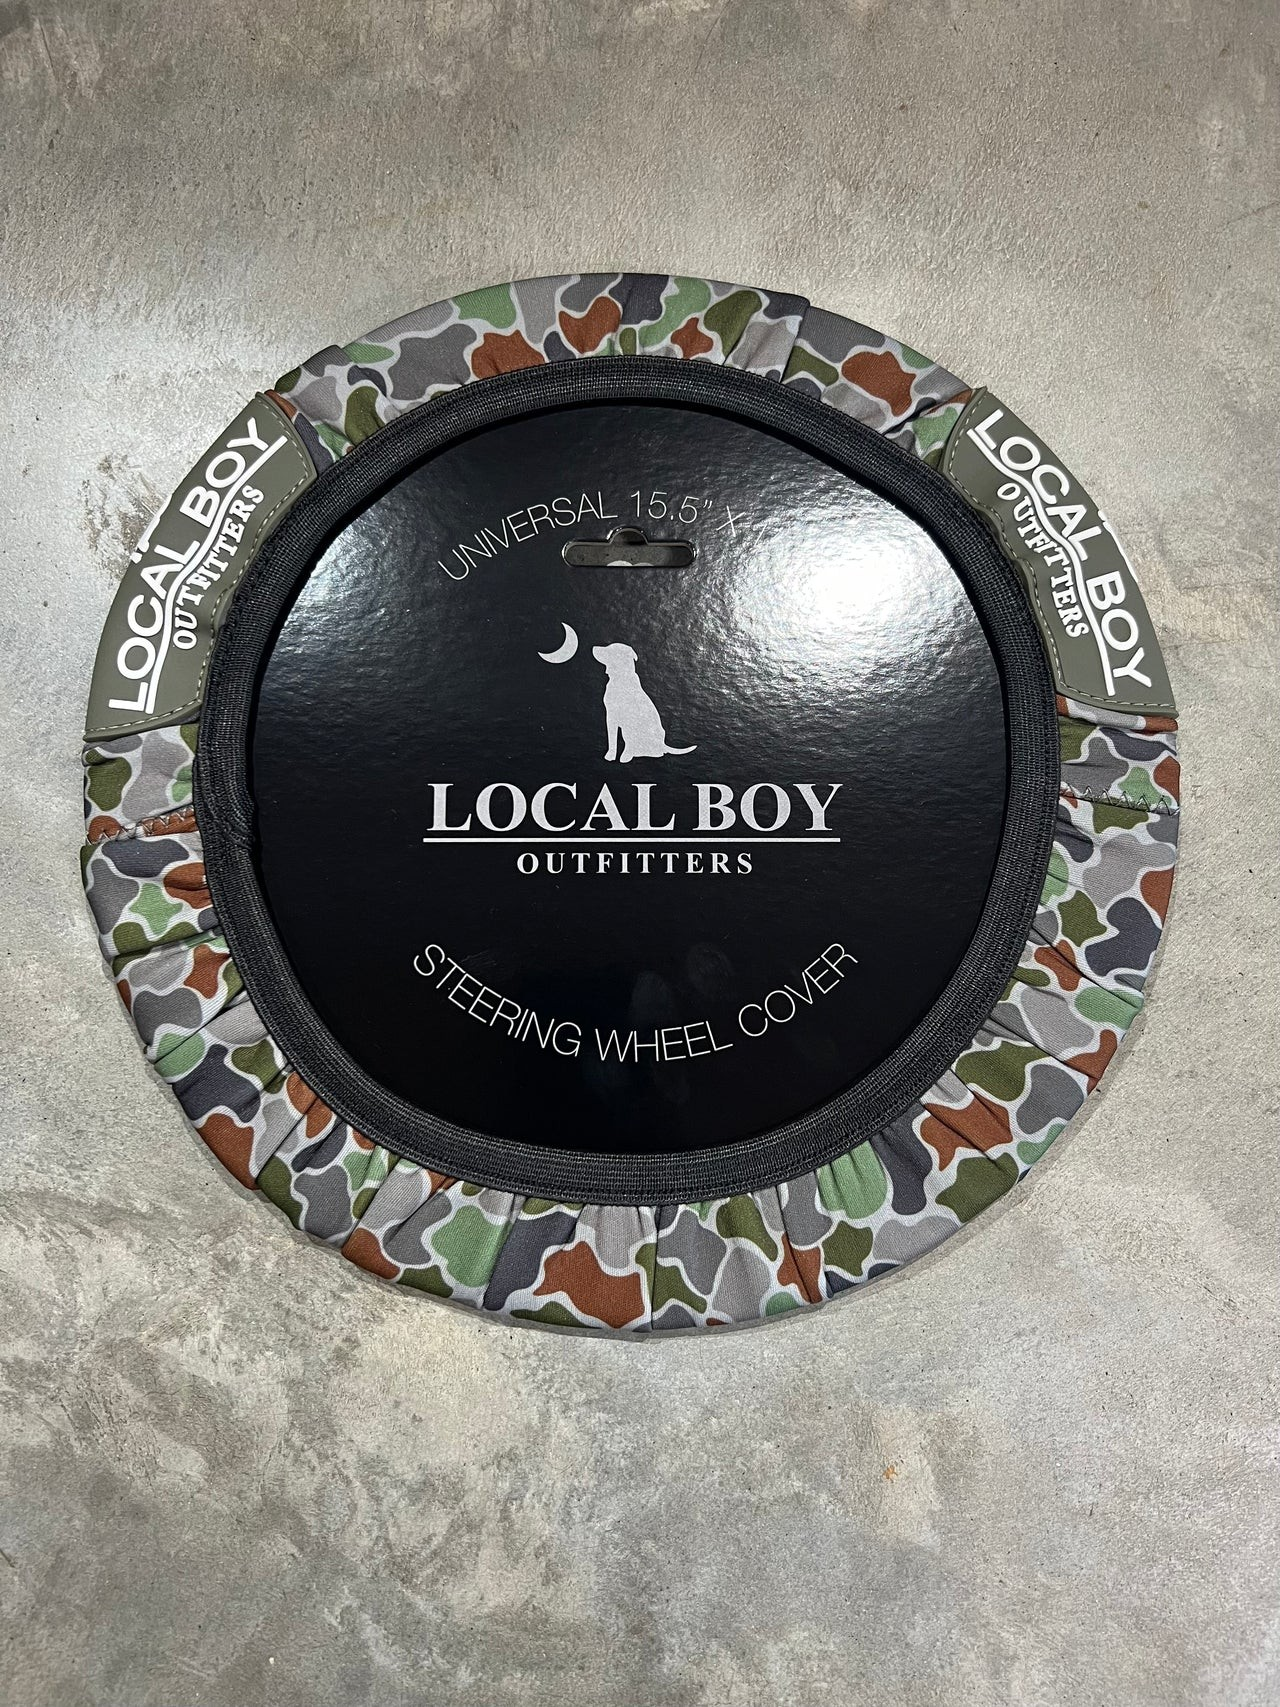 LOCAL BOY
OUTFITTERS
LOCAL BOY
OUTFITTERS
UNIVERSAL 15.5" X
LOCAL BOY
OUTFITTERS
STEERING WHEEL COVER